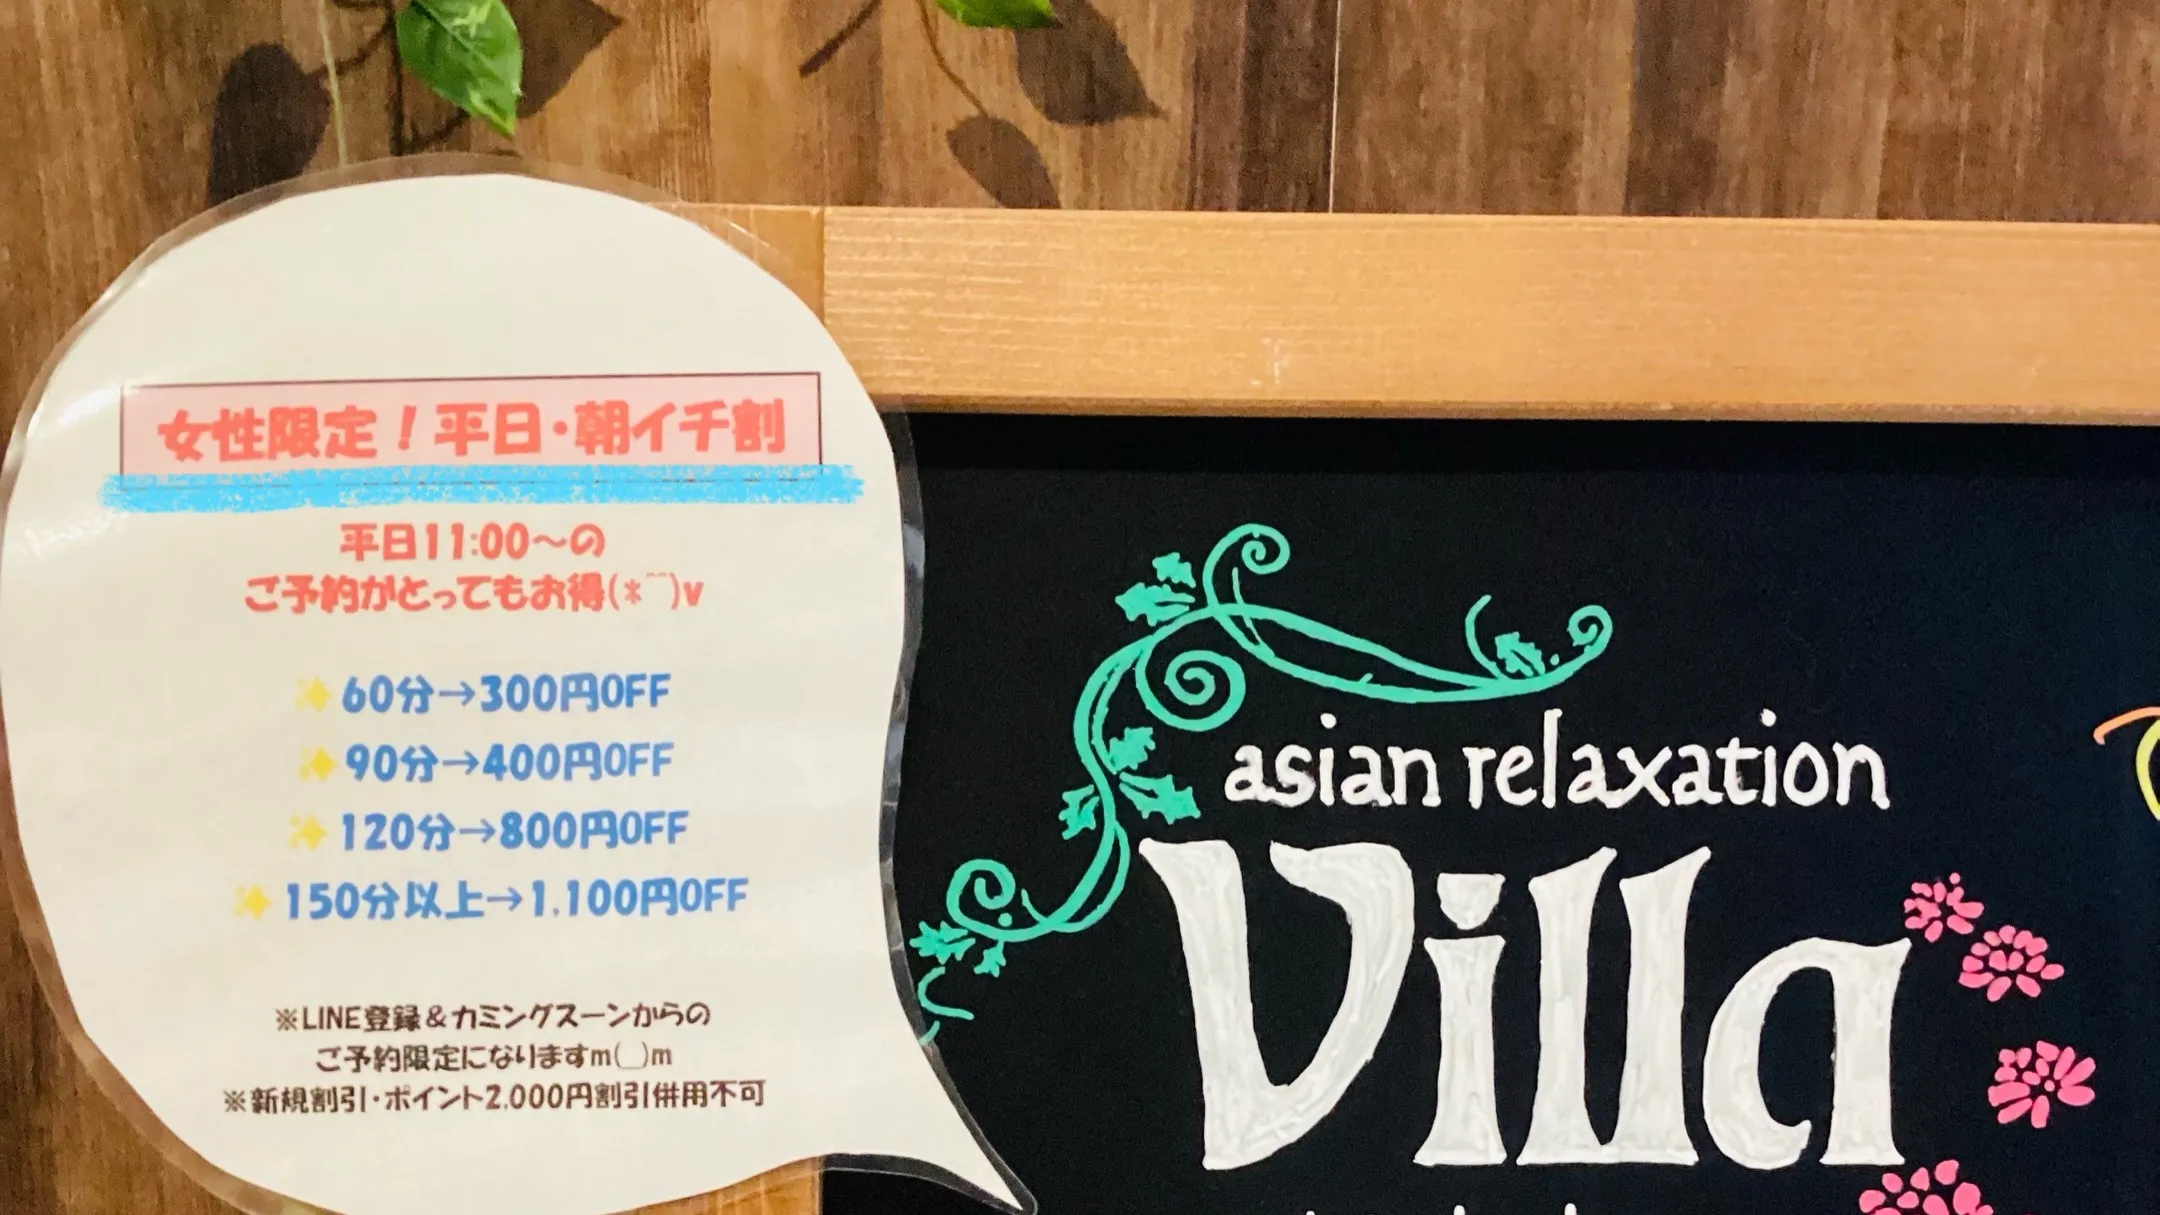 女性限定!平日・朝イチ割
平日11:00〜の
ご予約がとってもお得(*¯¯)v
✨60分→300円OFF
✨90分→400円OFF
✨120分→800円OFF
✨150分以上→1,100円OFF
※LINE登録&カミングスーンからの
ご予約限定になりますm(_)m
※新規割引・ポイント2,000円割引併用不可
asian relaxation
Villa